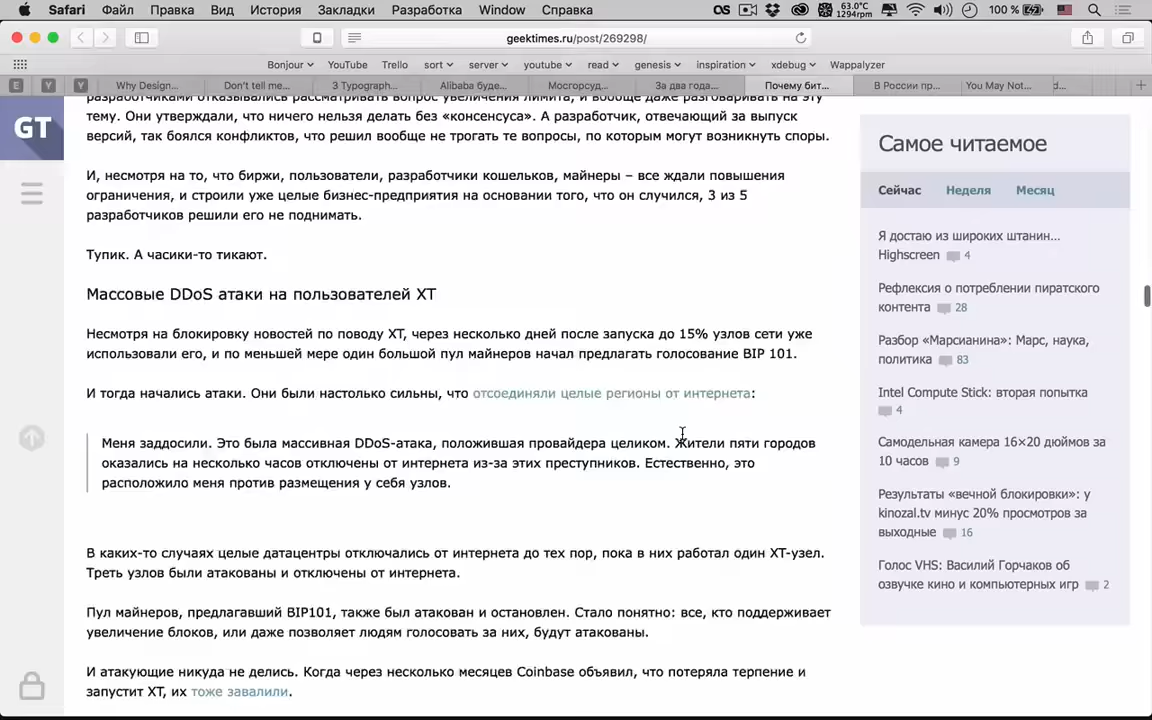 Safari Файл Правка Вид История Закладки Разработка Window Справка
63.0°C
1294rpm
100 %
geektimes.ru/post/269298/
Bonjour YouTube Trello sort server youtube read genesis inspiration xdebug Wappalyzer
E Y Y Why Design... Don't tell me... 3 Typograph... Alibaba буде... Мосгорсуд... За два года... Почему бит... В России пр... You May Not... d...
GT
разработчиками отказывались рассматривать вопрос увеличения лимита, и вообще даже разговаривать на эту
тему. Они утверждали, что ничего нельзя делать без «консенсуса». А разработчик, отвечающий за выпуск
версий, так боялся конфликтов, что решил вообще не трогать те вопросы, по которым могут возникнуть споры.
И, несмотря на то, что биржи, пользователи, разработчики кошельков, майнеры – все ждали повышения
ограничения, и строили уже целые бизнес-предприятия на основании того, что он случился, 3 из 5
разработчиков решили его не поднимать.
Тупик. А часики-то тикают.
Массовые DDoS атаки на пользователей XT
Несмотря на блокировку новостей по поводу XT, через несколько дней после запуска до 15% узлов сети уже
использовали его, и по меньшей мере один большой пул майнеров начал предлагать голосование BIP 101.
И тогда начались атаки. Они были настолько сильны, что отсоединяли целые регионы от интернета:
Меня заддосили. Это была массивная DDoS-атака, положившая провайдера целиком. Жители пяти городов
оказались на несколько часов отключены от интернета из-за этих преступников. Естественно, это
расположило меня против размещения у себя узлов.
В каких-то случаях целые датацентры отключались от интернета до тех пор, пока в них работал один XT-узел.
Треть узлов были атакованы и отключены от интернета.
Пул майнеров, предлагавший BIP101, также был атакован и остановлен. Стало понятно: все, кто поддерживает
увеличение блоков, или даже позволяет людям голосовать за них, будут атакованы.
И атакующие никуда не делись. Когда через несколько месяцев Coinbase объявил, что потеряла терпение и
запустит XT, их тоже завалили.
Самое читаемое
Сейчас Неделя Месяц
Я достаю из широких штанин...
Highscreen 4
Рефлексия о потреблении пиратского
контента 28
Разбор «Марсианина»: Марс, наука,
политика 83
Intel Compute Stick: вторая попытка
4
Самодельная камера 16×20 дюймов за
10 часов 9
Результаты «вечной блокировки»: у
kinozal.tv минус 20% просмотров за
выходные 16
Голос VHS: Василий Горчаков об
озвучке кино и компьютерных игр 2